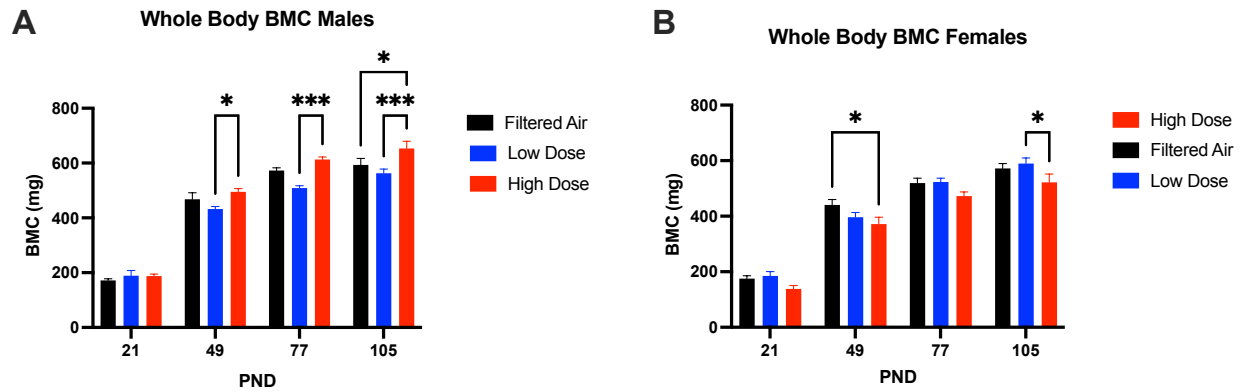 A
Whole Body BMC Males
*
* *** ***
800
600
400
200
0
BMC (mg)
21 49 77 105
PND
Filtered Air
Low Dose
High Dose
B
Whole Body BMC Females
* *
800
600
400
200
0
BMC (mg)
21 49 77 105
PND
High Dose
Filtered Air
Low Dose